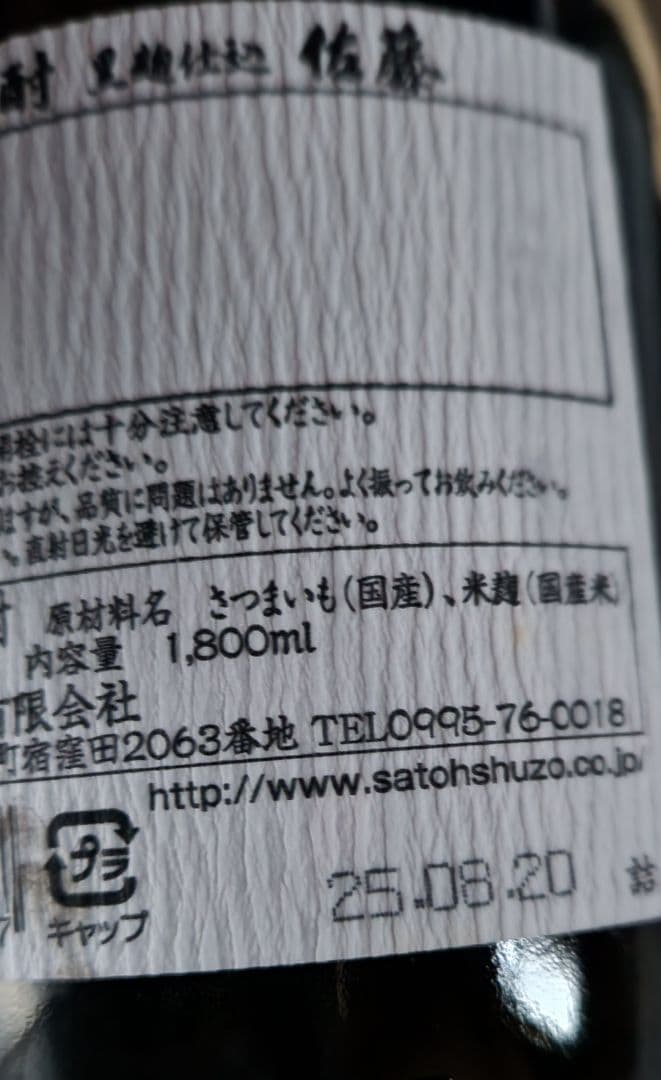 酎 黒麹仕込 佐藤
開栓には十分注意してください。
お控えください。
ますが、品質に問題はありません。よく振ってお飲みください。
、直射日光を避けて保管してください。
原材料名 さつまいも(国産)、米麹(国産米)
内容量 1,800ml
有限会社
町宿窪田2063番地 TEL0995-76-0018
http://www.satohshuzo.co.jp/
プラ
キャップ
25.08.20 詰
7